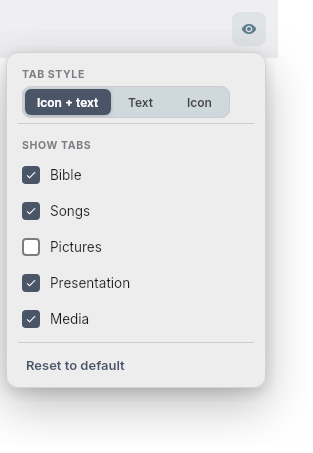 TAB STYLE
Icon + text Text Icon
SHOW TABS
Bible
Songs
Pictures
Presentation
Media
Reset to default